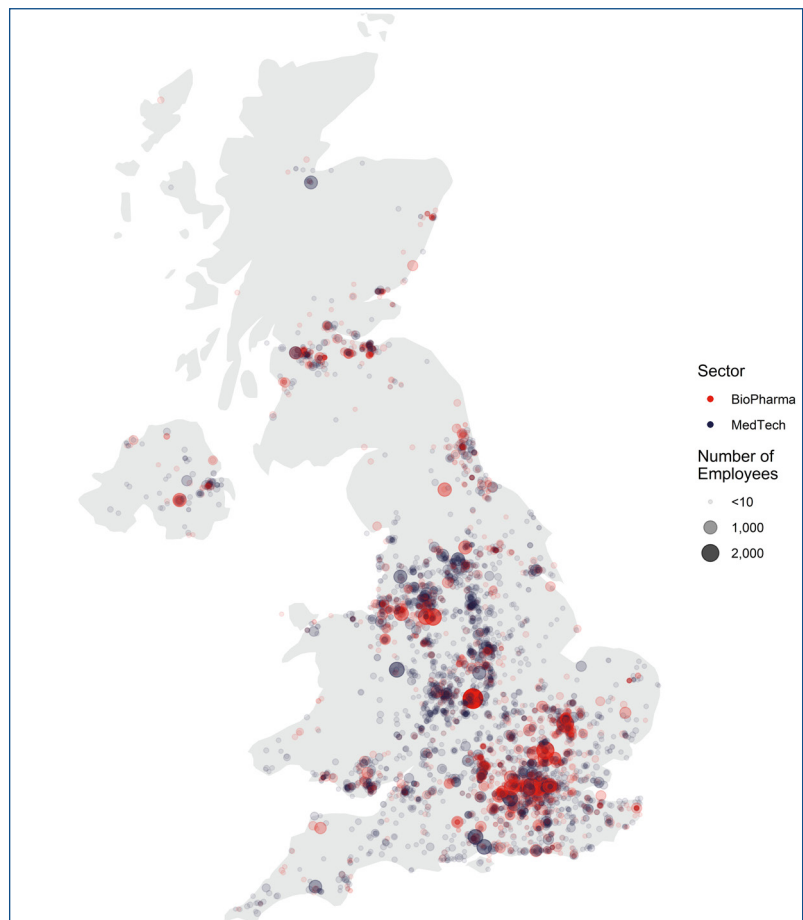 Sector
BioPharma
MedTech
Number of
Employees
<10
1,000
2,000